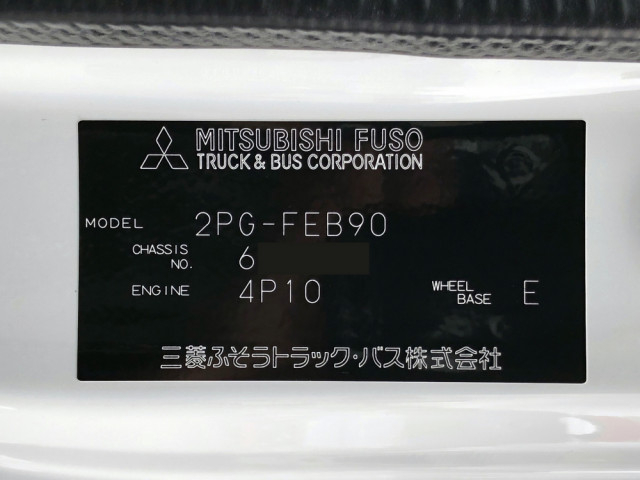 MITSUBISHI FUSO
TRUCK & BUS CORPORATION
MODEL 2PG-FEB90
CHASSIS NO. 6
ENGINE 4P10 WHEEL BASE E
三菱ふそうトラック・バス株式会社